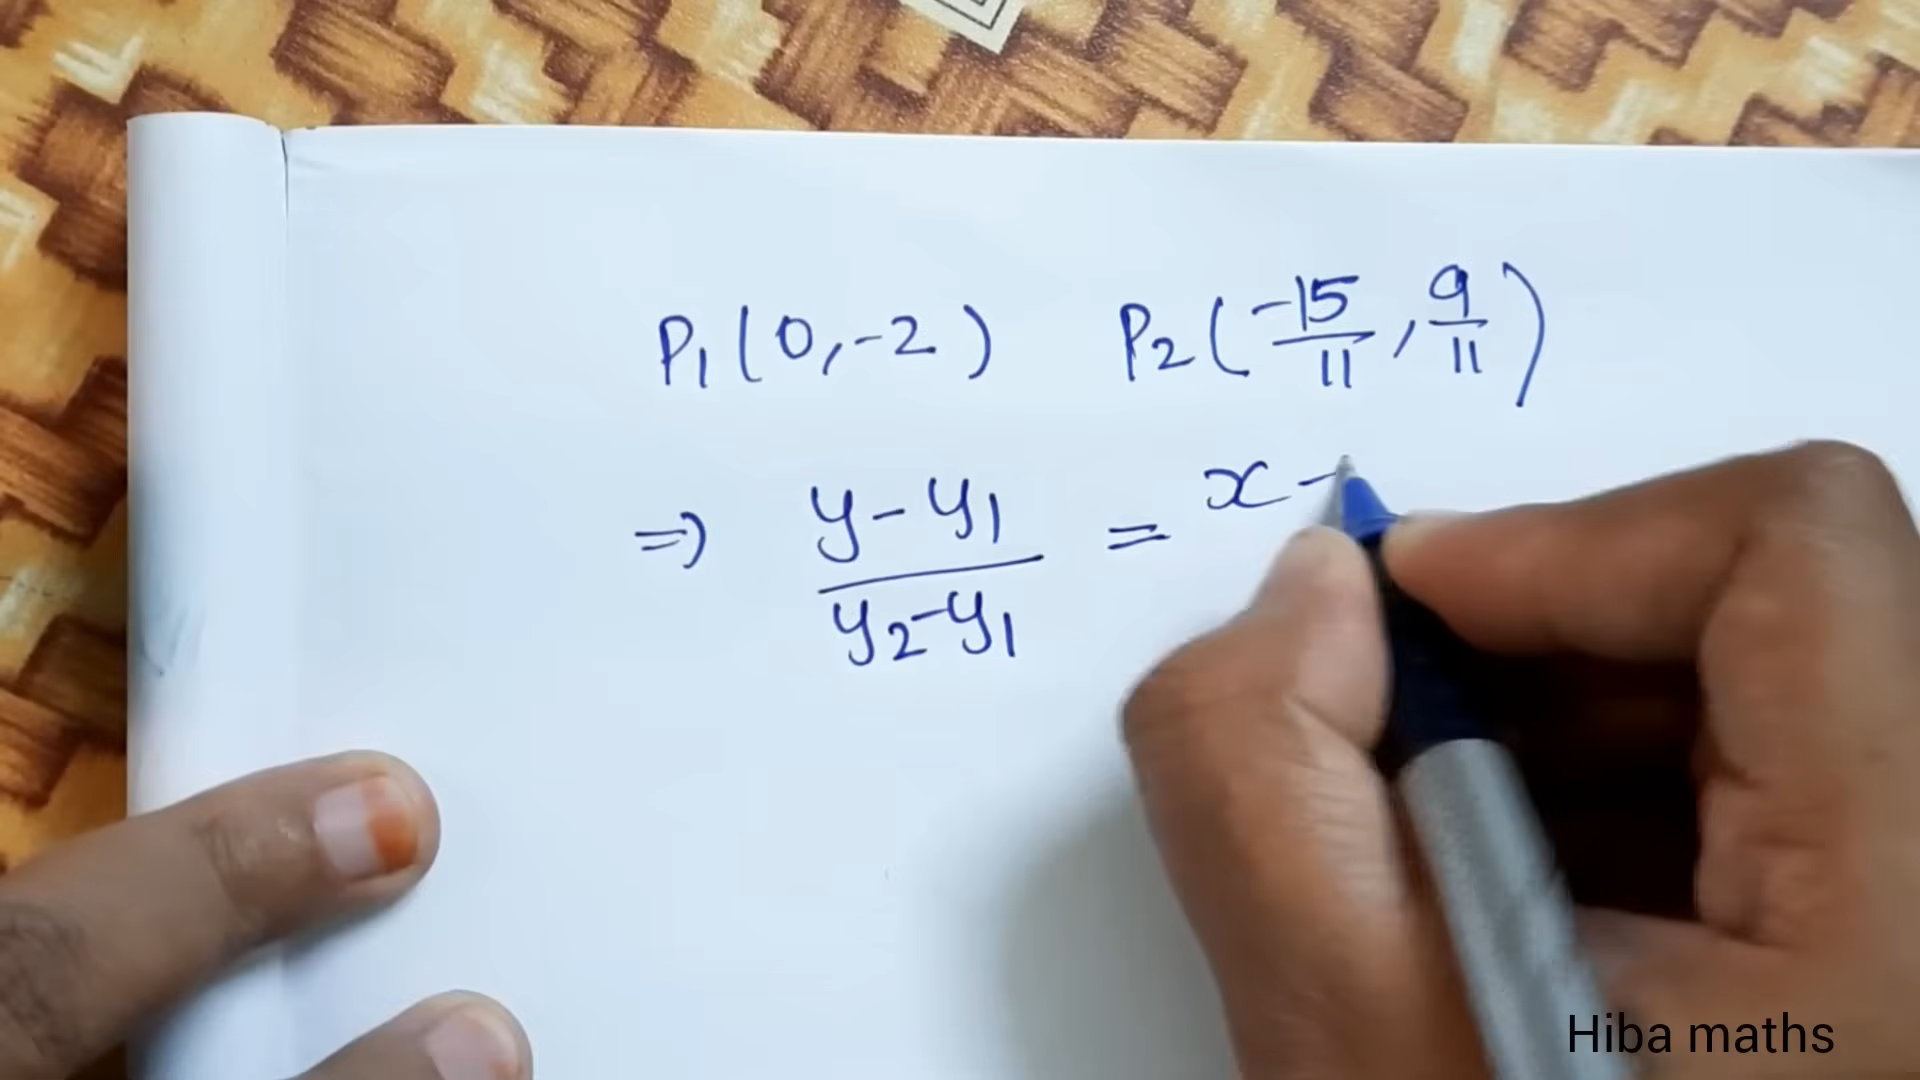 P₁(0,-2) P₂(-15/11, 9/11)
⇒ y-y₁/y₂-y₁ = x-
Hiba maths